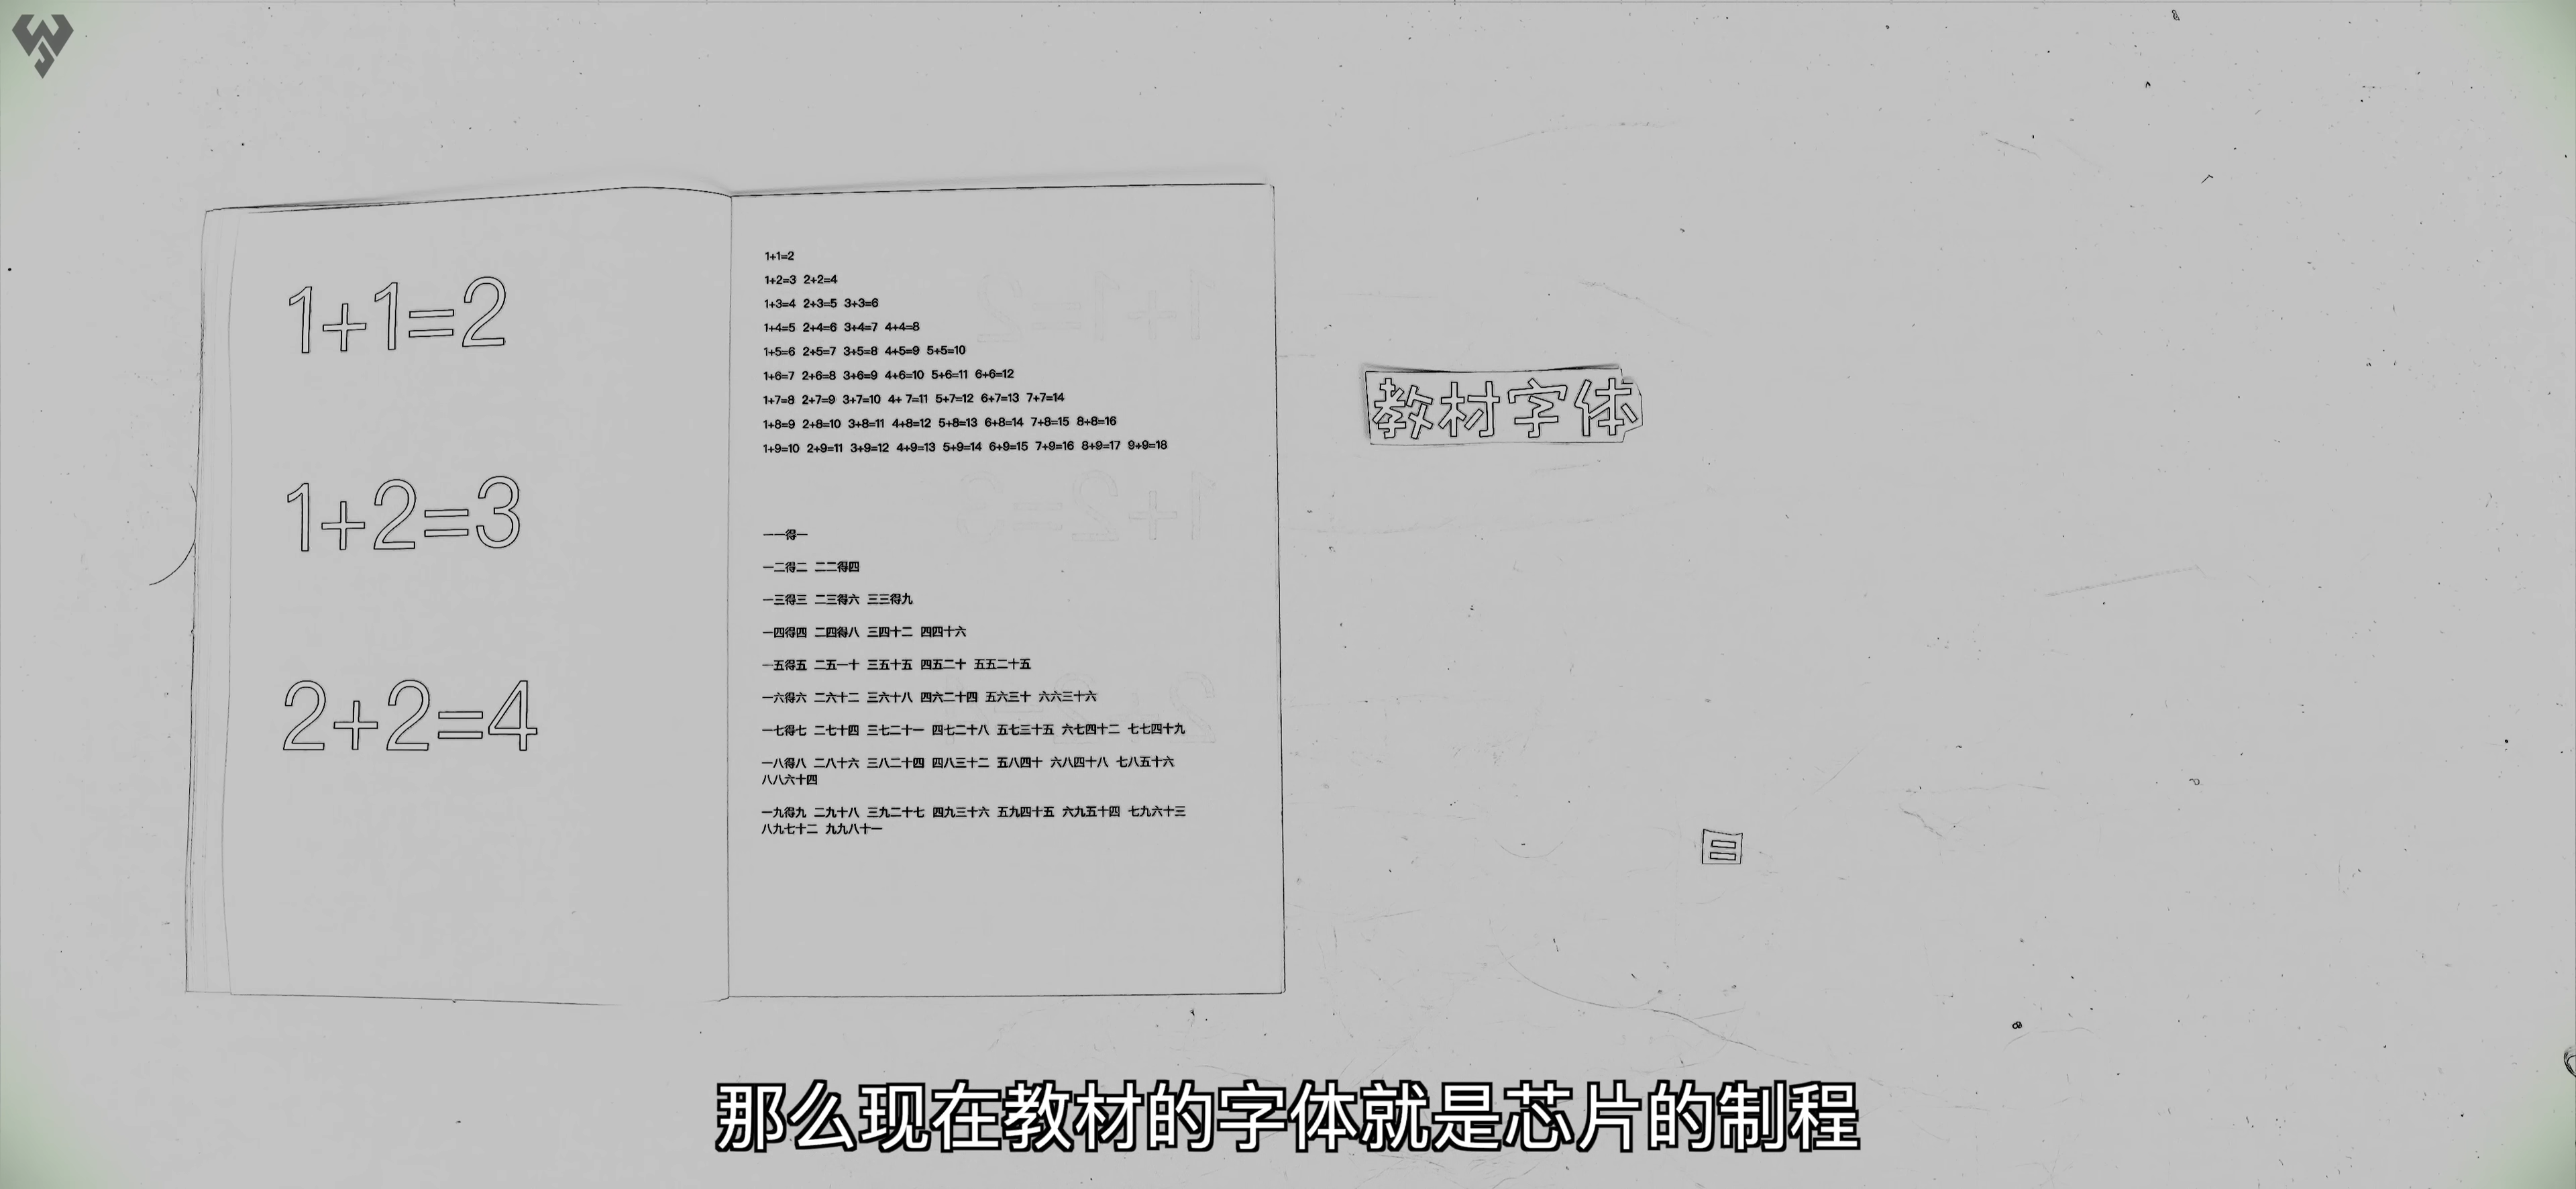 1+1=2
1+2=3
2+2=4
1+1=2
1+2=3 2+2=4
1+3=4 2+3=5 3+3=6
1+4=5 2+4=6 3+4=7 4+4=8
1+5=6 2+5=7 3+5=8 4+5=9 5+5=10
1+6=7 2+6=8 3+6=9 4+6=10 5+6=11 6+6=12
1+7=8 2+7=9 3+7=10 4+ 7=11 5+7=12 6+7=13 7+7=14
1+8=9 2+8=10 3+8=11 4+8=12 5+8=13 6+8=14 7+8=15 8+8=16
1+9=10 2+9=11 3+9=12 4+9=13 5+9=14 6+9=15 7+9=16 8+9=17 9+9=18
一一得一
一二得二 二二得四
一三得三 二三得六 三三得九
一四得四 二四得八 三四十二 四四十六
一五得五 二五一十 三五十五 四五二十 五五二十五
一六得六 二六十二 三六十八 四六二十四 五六三十 六六三十六
一七得七 二七十四 三七二十一 四七二十八 五七三十五 六七四十二 七七四十九
一八得八 二八十六 三八二十四 四八三十二 五八四十 六八四十八 七八五十六
八八六十四
一九得九 二九十八 三九二十七 四九三十六 五九四十五 六九五十四 七九六十三
八九七十二 九九八十一
教材字体
=
那么现在教材的字体就是芯片的制程